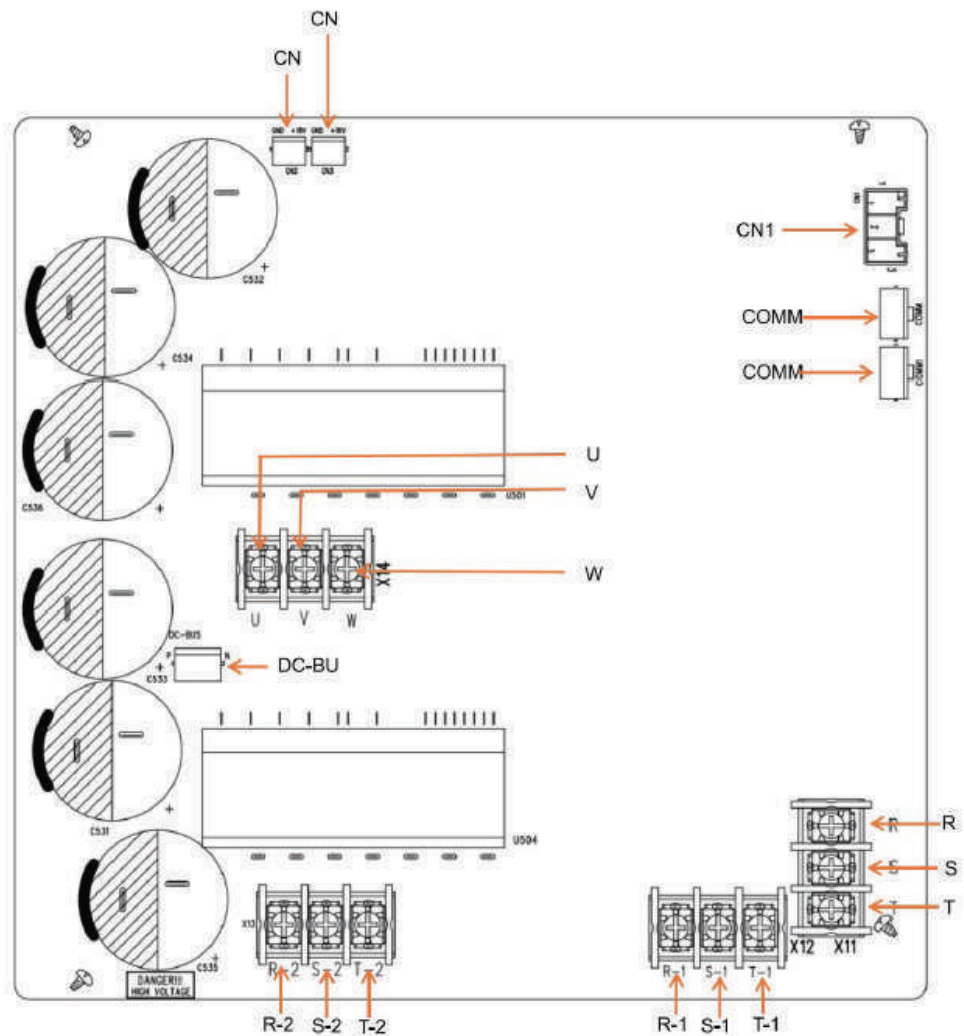 CN
CN
GND +18V
GND +18V
CN2
CN3
CN1
CN1
C532
COMM
COMM
COMM
C534
U
V
U501
C536
W
X14
U V W
DC-BUS
P N
DC-BU
C533
C531
U504
R
S
T
X13
X12 X11
R-2 S-2 T-2
R-1 S-1 T-1
C535
DANGER!!!
HIGH VOLTAGE
R-2 S-2 T-2
R-1 S-1 T-1